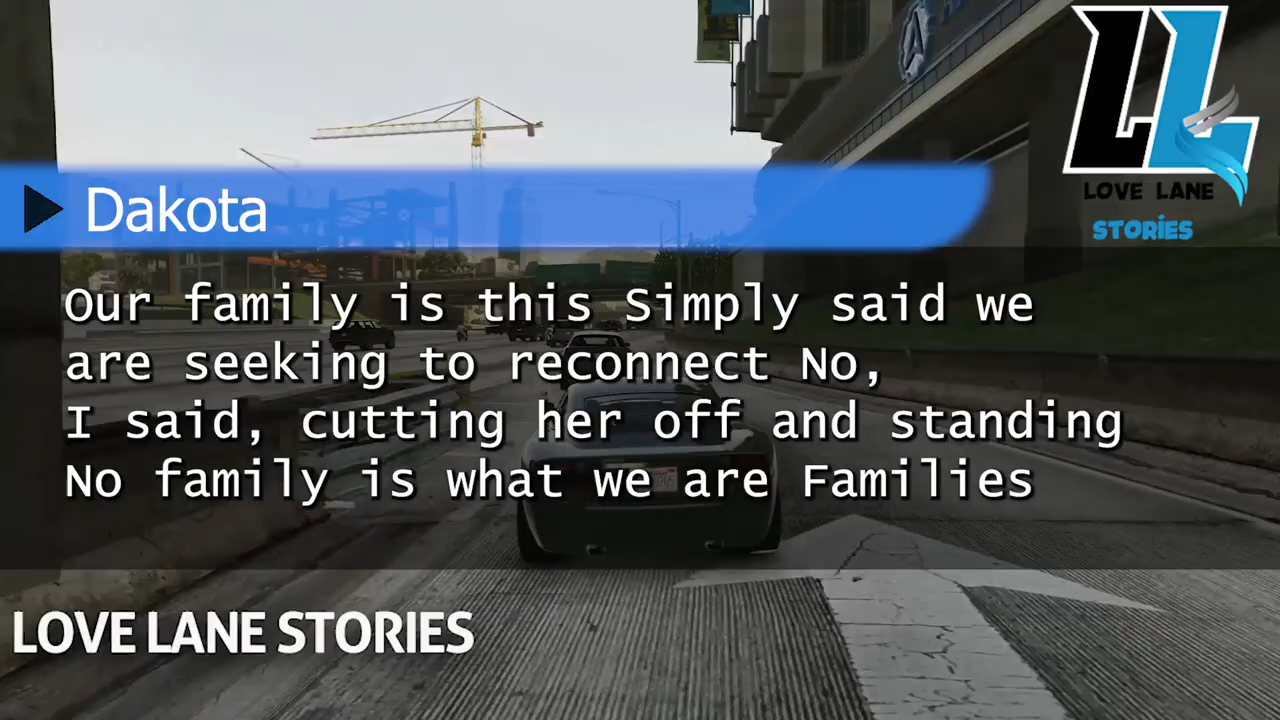 LL
LOVE LANE
STORIES
Dakota
Our family is this Simply said we
are seeking to reconnect No,
I said, cutting her off and standing
No family is what we are Families
LOVE LANE STORIES